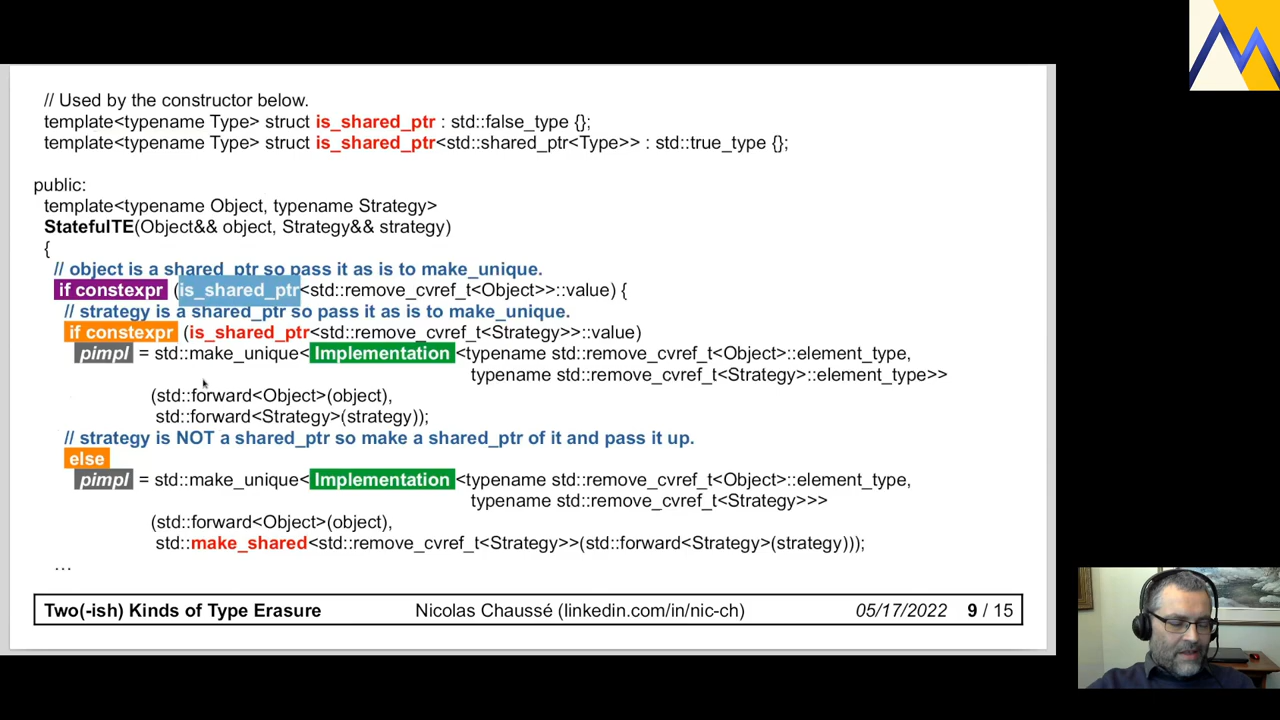 // Used by the constructor below.
template<typename Type> struct is_shared_ptr : std::false_type {};
template<typename Type> struct is_shared_ptr<std::shared_ptr<Type>> : std::true_type {};
public:
template<typename Object, typename Strategy>
StatefulTE(Object&& object, Strategy&& strategy)
{
// object is a shared_ptr so pass it as is to make_unique.
if constexpr (is_shared_ptr<std::remove_cvref_t<Object>>::value) {
// strategy is a shared_ptr so pass it as is to make_unique.
if constexpr (is_shared_ptr<std::remove_cvref_t<Strategy>>::value)
pimpl = std::make_unique<Implementation<typename std::remove_cvref_t<Object>::element_type,
typename std::remove_cvref_t<Strategy>::element_type>>
(std::forward<Object>(object),
std::forward<Strategy>(strategy));
// strategy is NOT a shared_ptr so make a shared_ptr of it and pass it up.
else
pimpl = std::make_unique<Implementation<typename std::remove_cvref_t<Object>::element_type,
typename std::remove_cvref_t<Strategy>>>
(std::forward<Object>(object),
std::make_shared<std::remove_cvref_t<Strategy>>(std::forward<Strategy>(strategy)));
…
Two(-ish) Kinds of Type Erasure Nicolas Chaussé (linkedin.com/in/nic-ch) 05/17/2022 9 / 15